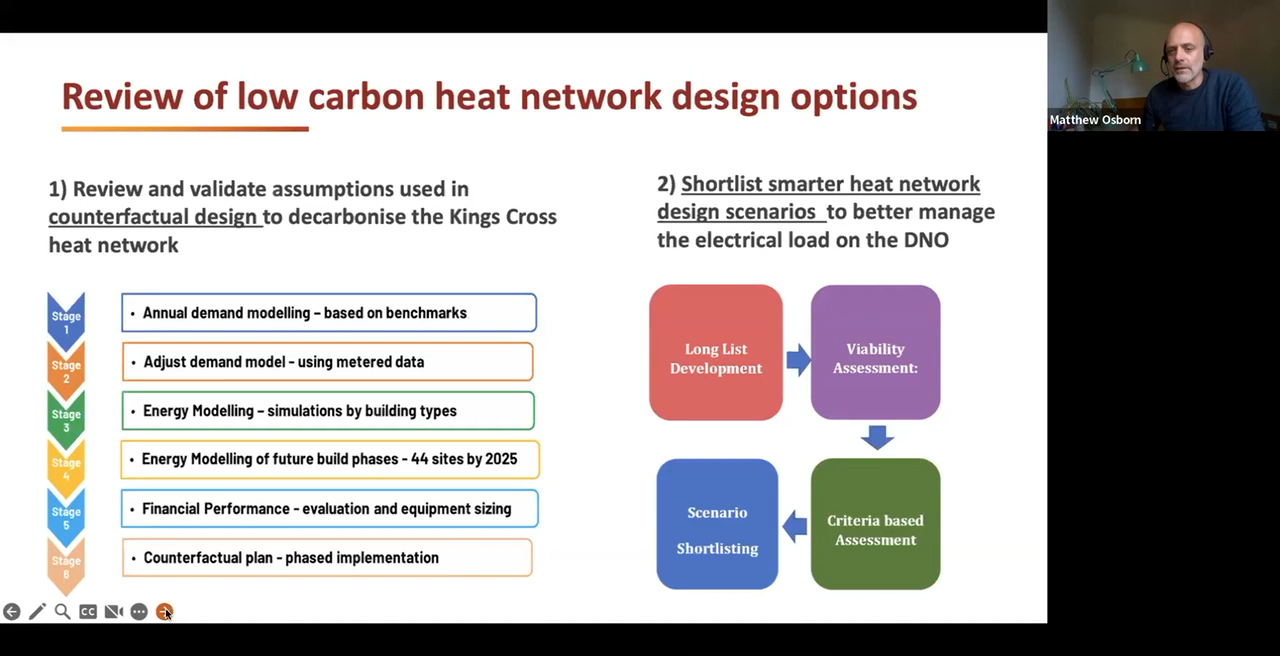 Review of low carbon heat network design options
Matthew Osborn
1) Review and validate assumptions used in
counterfactual design to decarbonise the Kings Cross
heat network
2) Shortlist smarter heat network
design scenarios to better manage
the electrical load on the DNO
Stage
1
• Annual demand modelling – based on benchmarks
Stage
2
• Adjust demand model - using metered data
Stage
3
• Energy Modelling – simulations by building types
Stage
4
• Energy Modelling of future build phases - 44 sites by 2025
Stage
5
• Financial Performance - evaluation and equipment sizing
Stage
6
• Counterfactual plan - phased implementation
Long List
Development
Viability
Assessment:
Scenario
Shortlisting
Criteria based
Assessment
CC